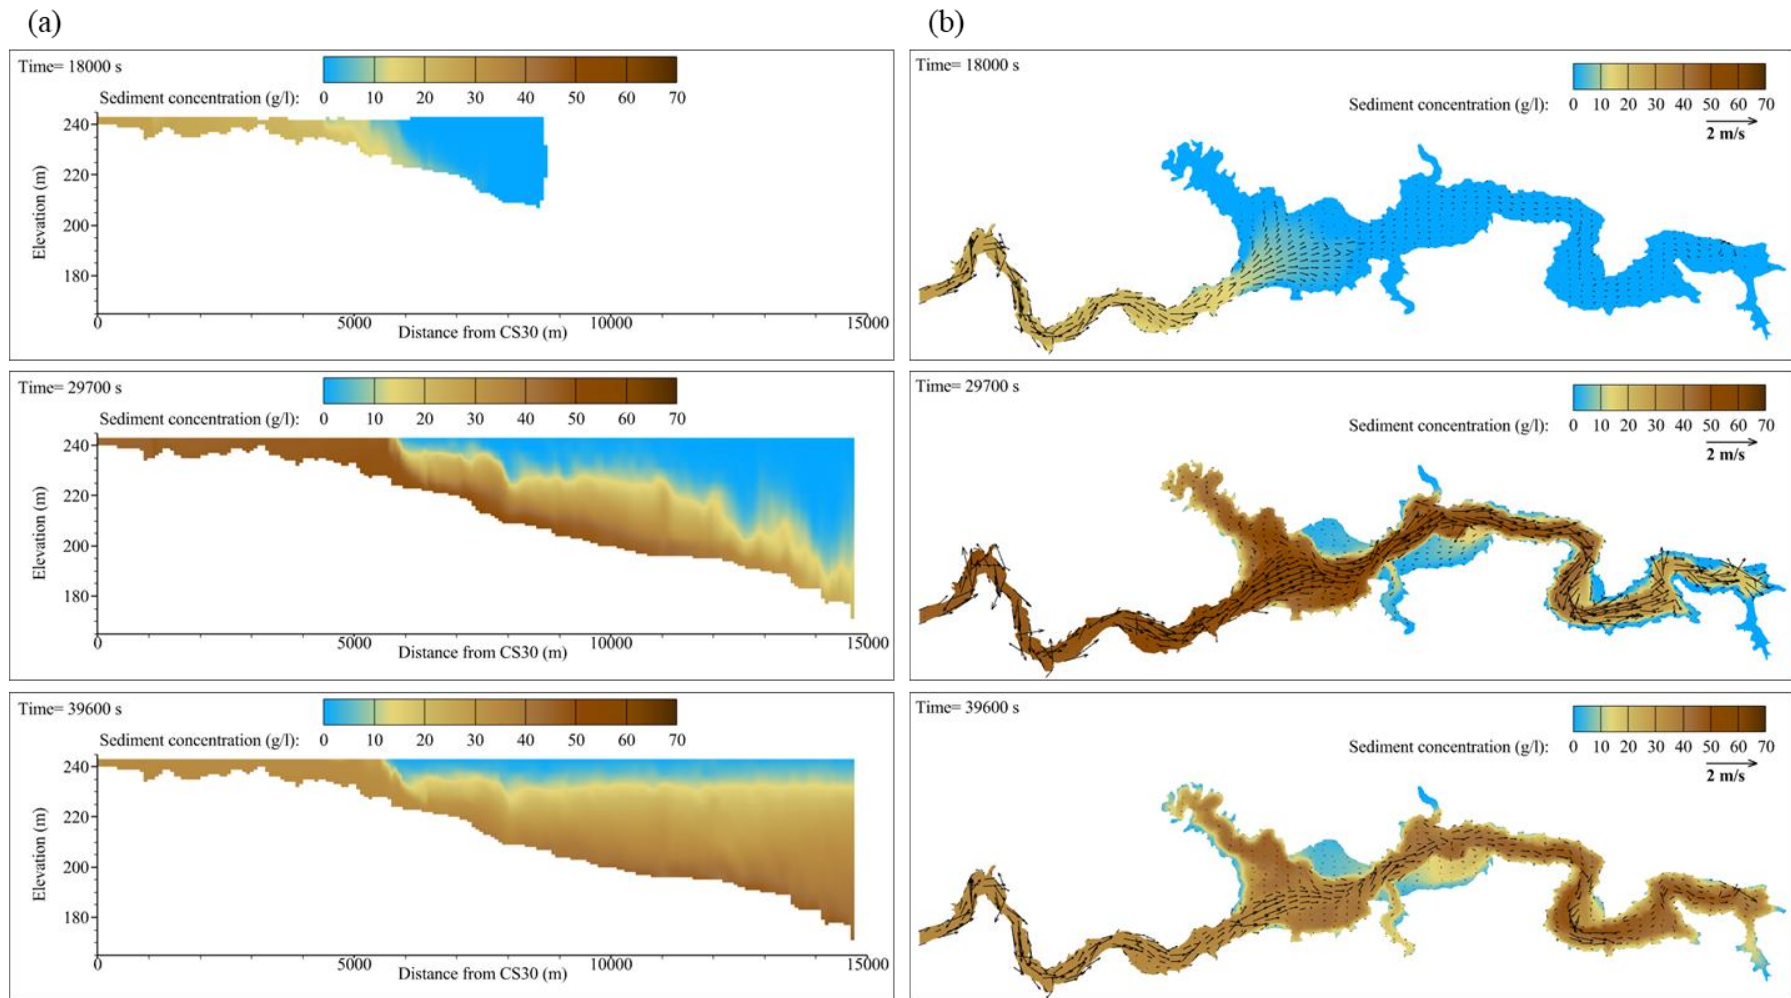 (a)
(b)
Time= 18000 s
Sediment concentration (g/l): 0 10 20 30 40 50 60 70
240
220
200
180
Elevation (m)
0 5000 10000 15000
Distance from CS30 (m)
Time= 18000 s
Sediment concentration (g/l): 0 10 20 30 40 50 60 70
2 m/s
Time= 29700 s
Sediment concentration (g/l): 0 10 20 30 40 50 60 70
240
220
200
180
Elevation (m)
0 5000 10000 15000
Distance from CS30 (m)
Time= 29700 s
Sediment concentration (g/l): 0 10 20 30 40 50 60 70
2 m/s
Time= 39600 s
Sediment concentration (g/l): 0 10 20 30 40 50 60 70
240
220
200
180
Elevation (m)
0 5000 10000 15000
Distance from CS30 (m)
Time= 39600 s
Sediment concentration (g/l): 0 10 20 30 40 50 60 70
2 m/s